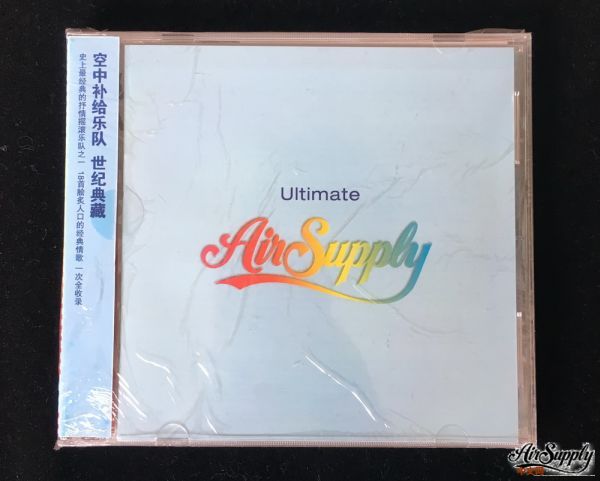 空中补给乐队 世纪典藏
史上最经典的抒情摇滚乐队之一 18首脍炙人口的经典情歌 一次全收录
Ultimate
Air Supply
Air Supply